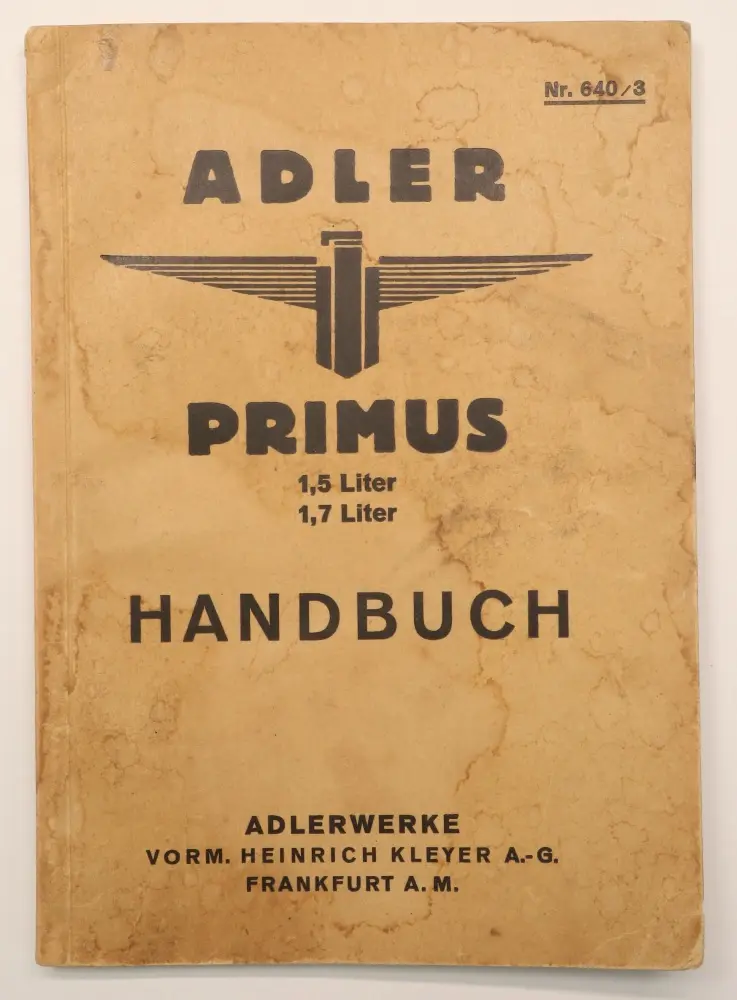 Nr. 640/3
ADLER
PRIMUS
1,5 Liter
1,7 Liter
HANDBUCH
ADLERWERKE
VORM. HEINRICH KLEYER A.-G.
FRANKFURT A. M.